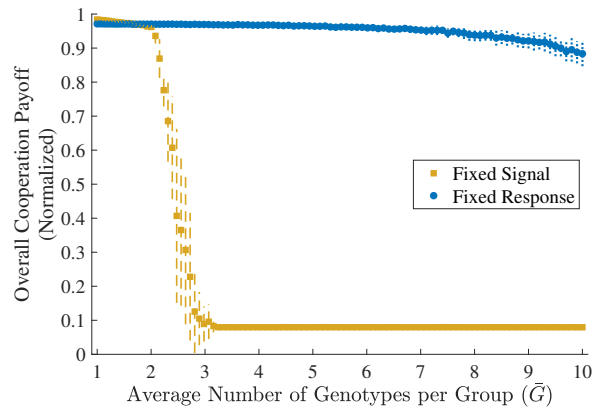 1
0.9
0.8
0.7
0.6
0.5
0.4
0.3
0.2
0.1
0
Overall Cooperation Payoff
(Normalized)
Fixed Signal
Fixed Response
1 2 3 4 5 6 7 8 9 10
Average Number of Genotypes per Group (Ḡ)